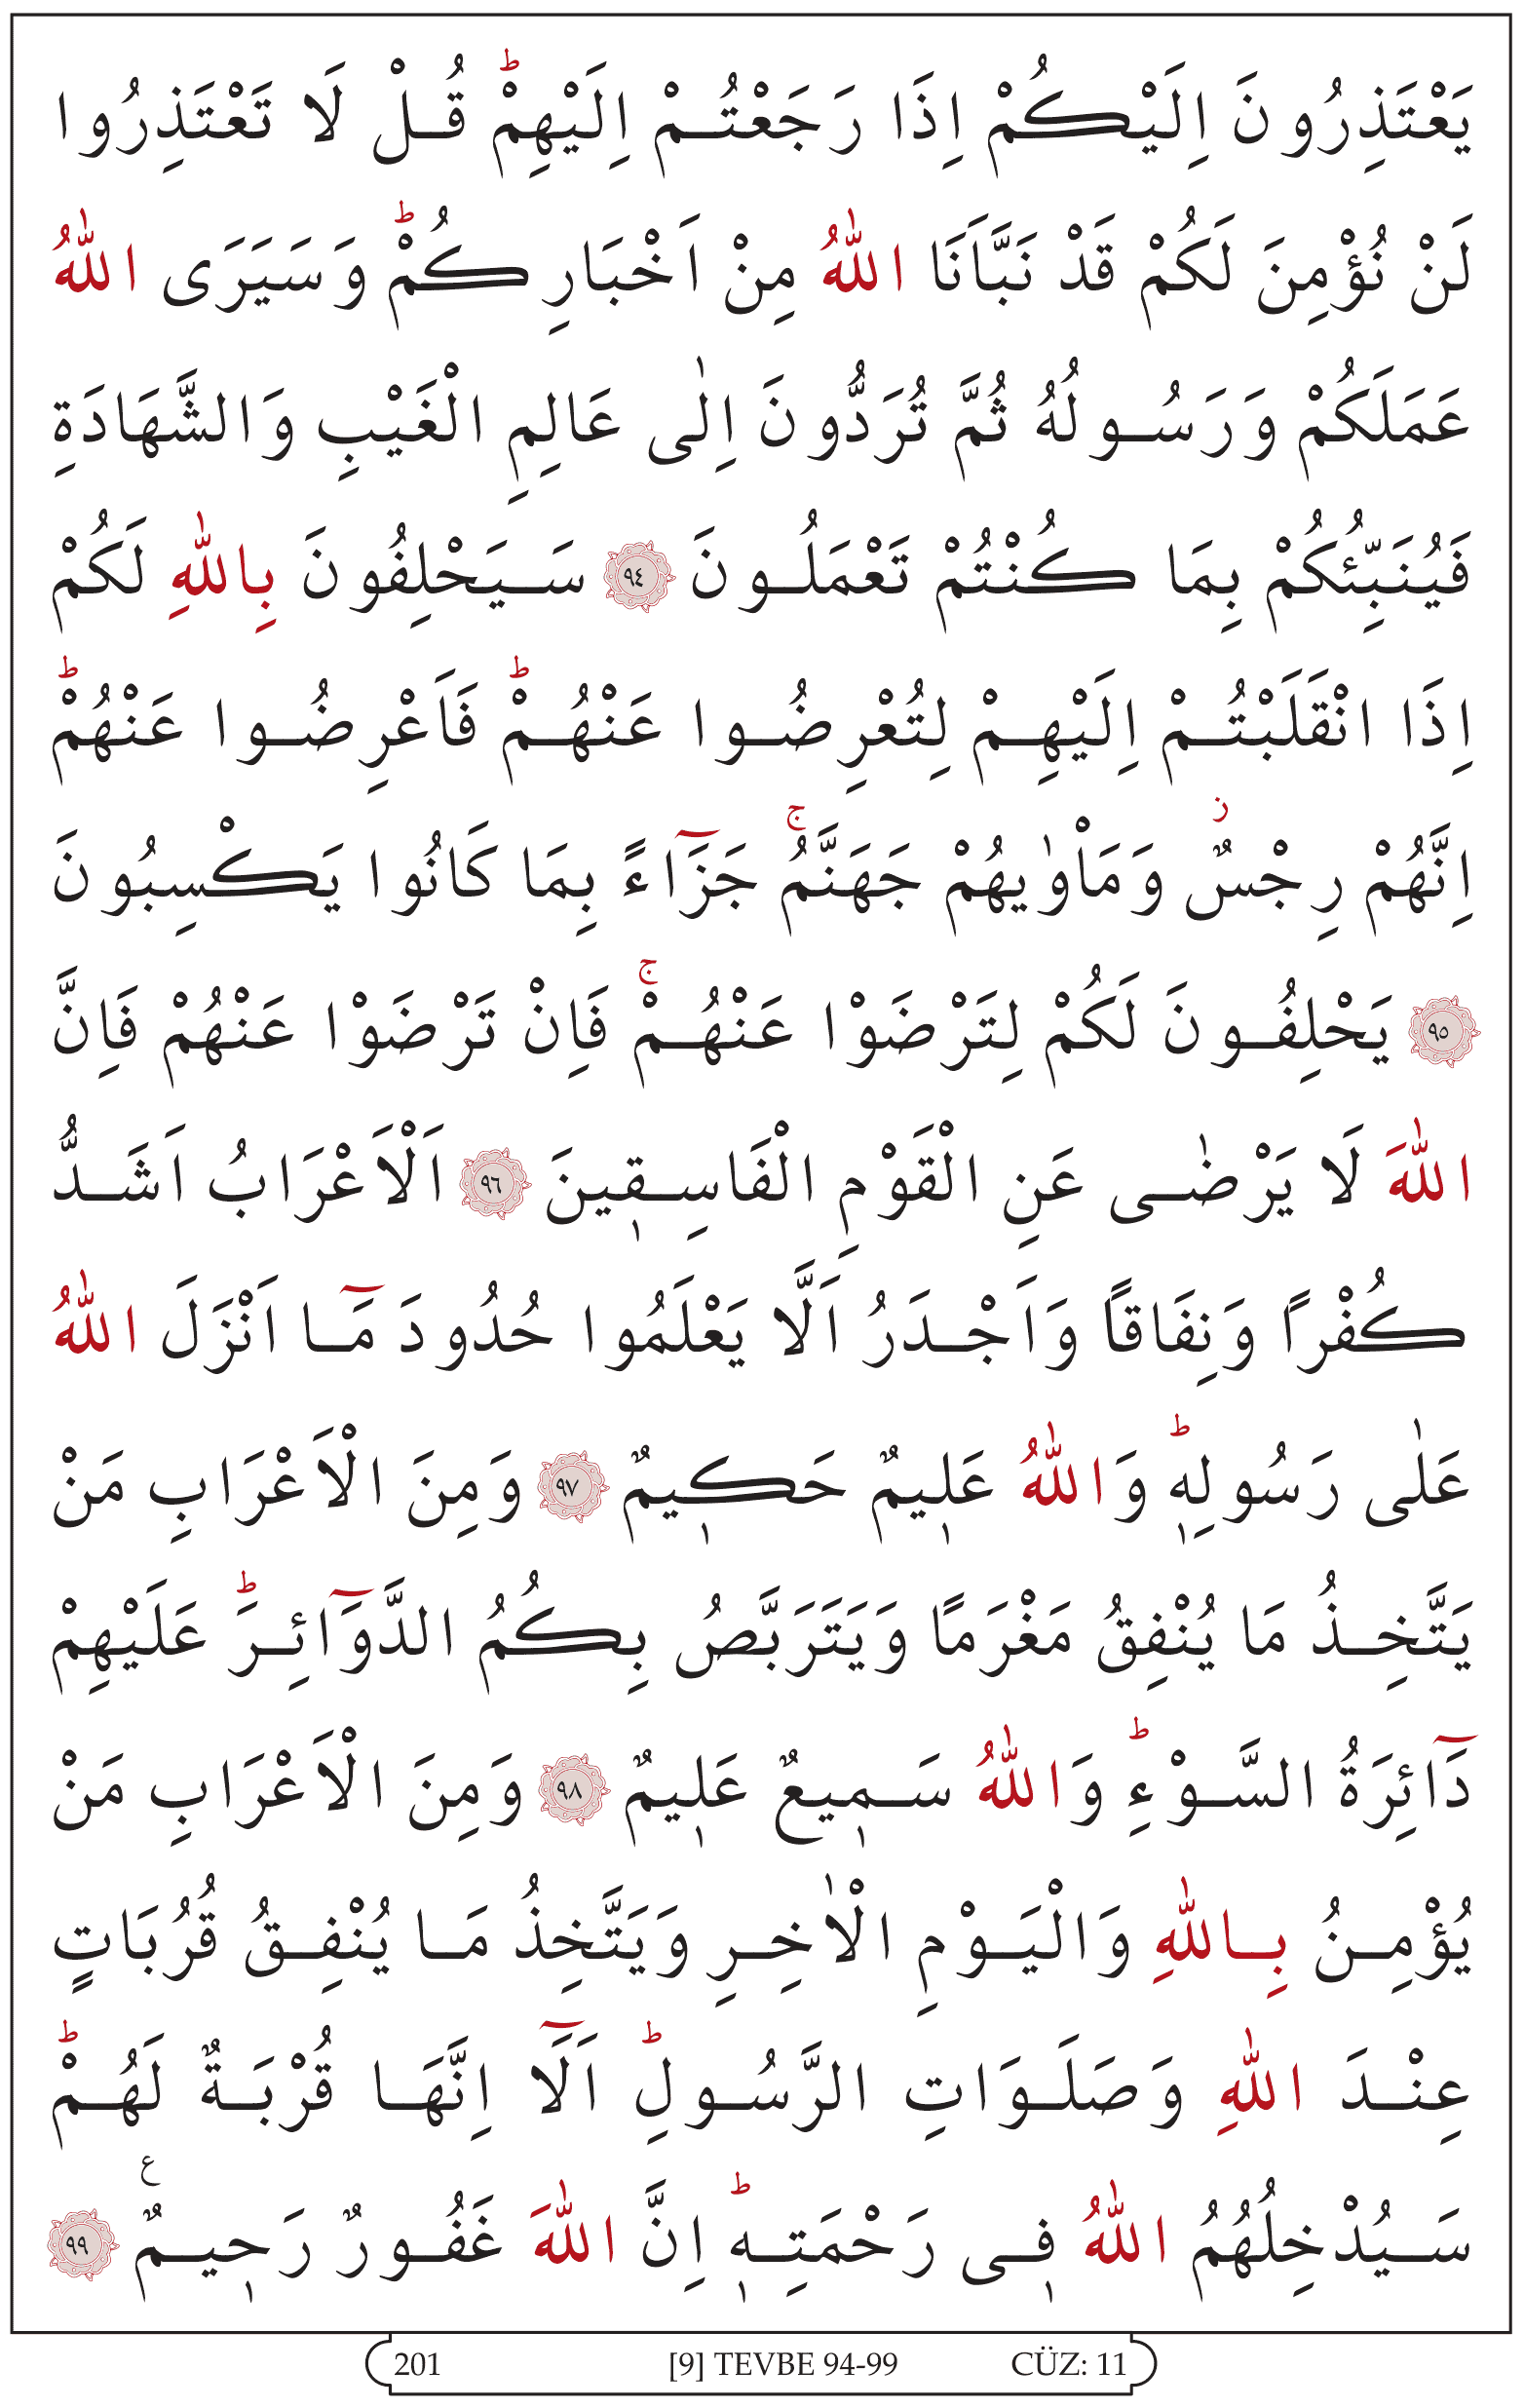 يَعْتَذِرُونَ اِلَيْكُمْ اِذَا رَجَعْتُمْ اِلَيْهِمْۜ قُلْ لَا تَعْتَذِرُوا
لَنْ نُؤْمِنَ لَكُمْ قَدْ نَبَّاَنَا اللّٰهُ مِنْ اَخْبَارِكُمْۜ وَسَيَرَى اللّٰهُ
عَمَلَكُمْ وَرَسُولُهُ ثُمَّ تُرَدُّونَ اِلٰى عَالِمِ الْغَيْبِ وَالشَّهَادَةِ
فَيُنَبِّئُكُمْ بِمَا كُنْتُمْ تَعْمَلُونَ ﴿٩٤﴾ سَيَحْلِفُونَ بِاللّٰهِ لَكُمْ
اِذَا انْقَلَبْتُمْ اِلَيْهِمْ لِتُعْرِضُوا عَنْهُمْۜ فَاَعْرِضُوا عَنْهُمْۜ
اِنَّهُمْ رِجْسٌۘ وَمَاْوٰيهُمْ جَهَنَّمُۚ جَزَٓاءً بِمَا كَانُوا يَكْسِبُونَ
﴿٩٥﴾ يَحْلِفُونَ لَكُمْ لِتَرْضَوْا عَنْهُمْۚ فَاِنْ تَرْضَوْا عَنْهُمْ فَاِنَّ
اللّٰهَ لَا يَرْضٰى عَنِ الْقَوْمِ الْفَاسِق۪ينَ ﴿٩٦﴾ اَلْاَعْرَابُ اَشَدُّ
كُفْرًا وَنِفَاقًا وَاَجْدَرُ اَلَّا يَعْلَمُوا حُدُودَ مَٓا اَنْزَلَ اللّٰهُ
عَلٰى رَسُولِه۪ۜ وَاللّٰهُ عَل۪يمٌ حَك۪يمٌ ﴿٩٧﴾ وَمِنَ الْاَعْرَابِ مَنْ
يَتَّخِذُ مَا يُنْفِقُ مَغْرَمًا وَيَتَرَبَّصُ بِكُمُ الدَّوَٓائِرَۜ عَلَيْهِمْ
دَٓائِرَةُ السَّوْءِۜ وَاللّٰهُ سَم۪يعٌ عَل۪يمٌ ﴿٩٨﴾ وَمِنَ الْاَعْرَابِ مَنْ
يُؤْمِنُ بِاللّٰهِ وَالْيَوْمِ الْاٰخِرِ وَيَتَّخِذُ مَا يُنْفِقُ قُرُبَاتٍ
عِنْدَ اللّٰهِ وَصَلَوَاتِ الرَّسُولِۜ اَلَٓا اِنَّهَا قُرْبَةٌ لَهُمْۜ
سَيُدْخِلُهُمُ اللّٰهُ ف۪ى رَحْمَتِه۪ۜ اِنَّ اللّٰهَ غَفُورٌ رَح۪يمٌ ع ﴿٩٩﴾
201 [9] TEVBE 94-99 CÜZ: 11